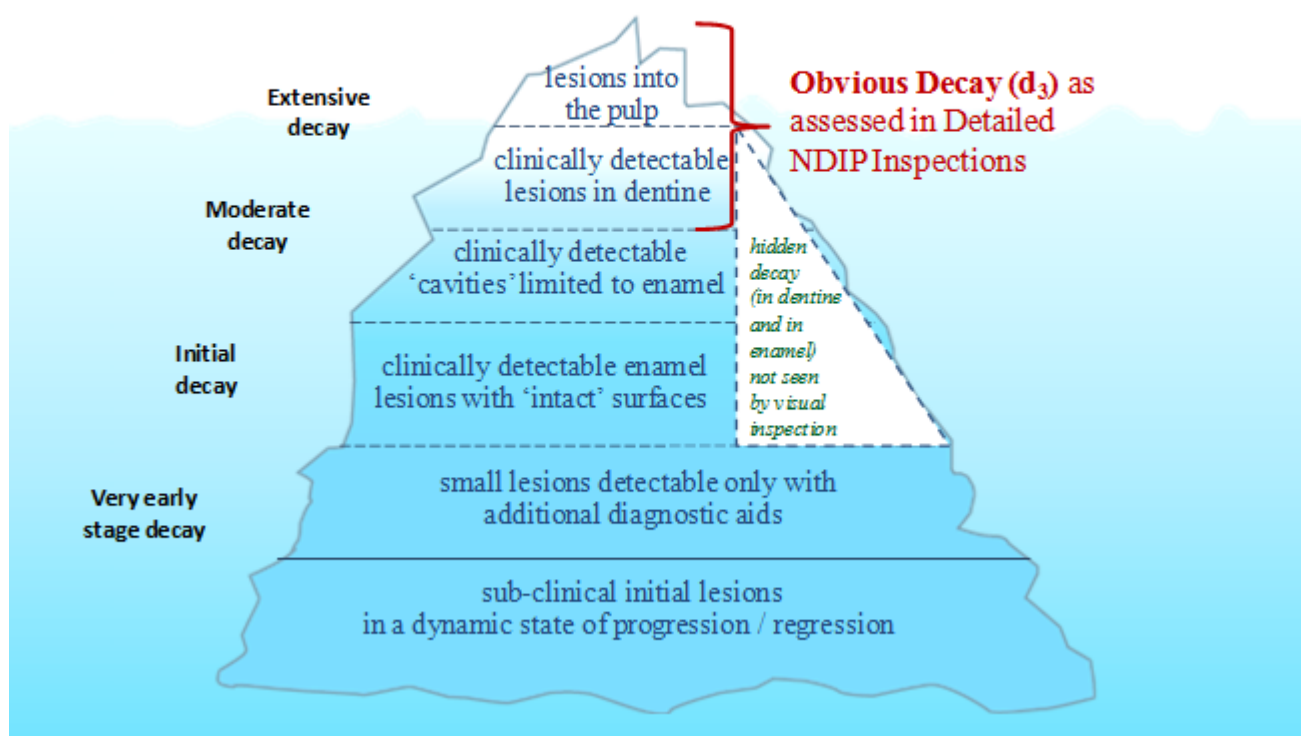 Extensive
decay
lesions into
the pulp
Obvious Decay (d₃) as
assessed in Detailed
NDIP Inspections
clinically detectable
lesions in dentine
Moderate
decay
clinically detectable
‘cavities’ limited to enamel
hidden
decay
(in dentine
and in
enamel)
not seen
by visual
inspection
Initial
decay
clinically detectable enamel
lesions with ‘intact’ surfaces
Very early
stage decay
small lesions detectable only with
additional diagnostic aids
sub-clinical initial lesions
in a dynamic state of progression / regression